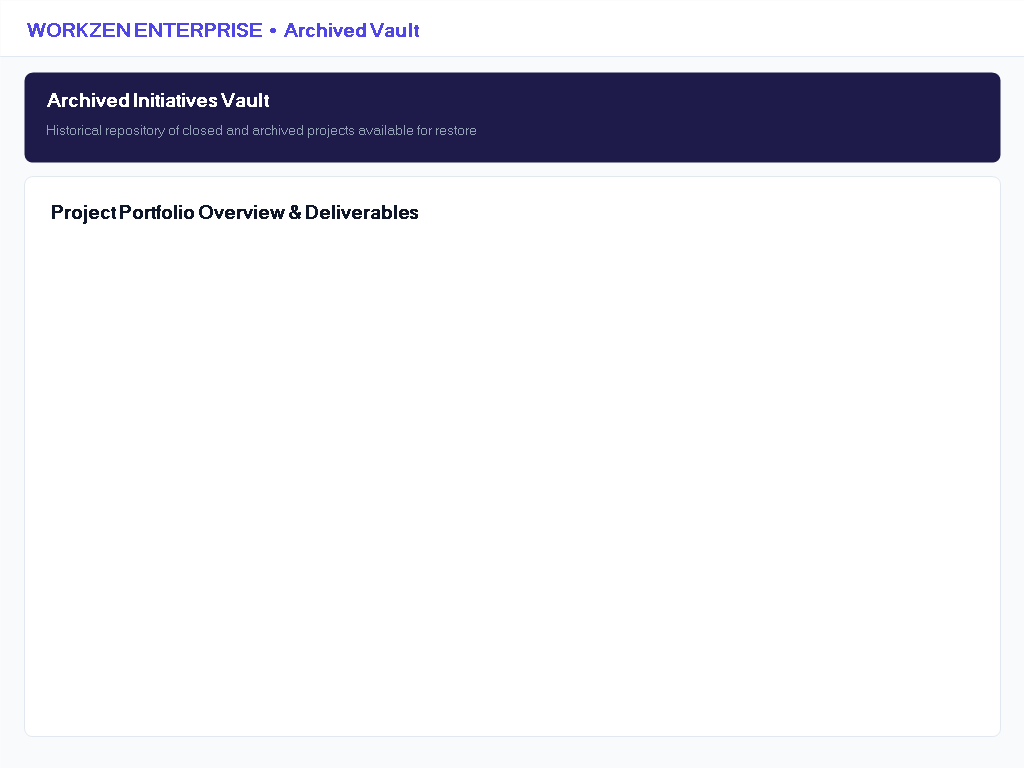 WORKZEN ENTERPRISE • Archived Vault
Archived Initiatives Vault
Historical repository of closed and archived projects available for restore
Project Portfolio Overview & Deliverables